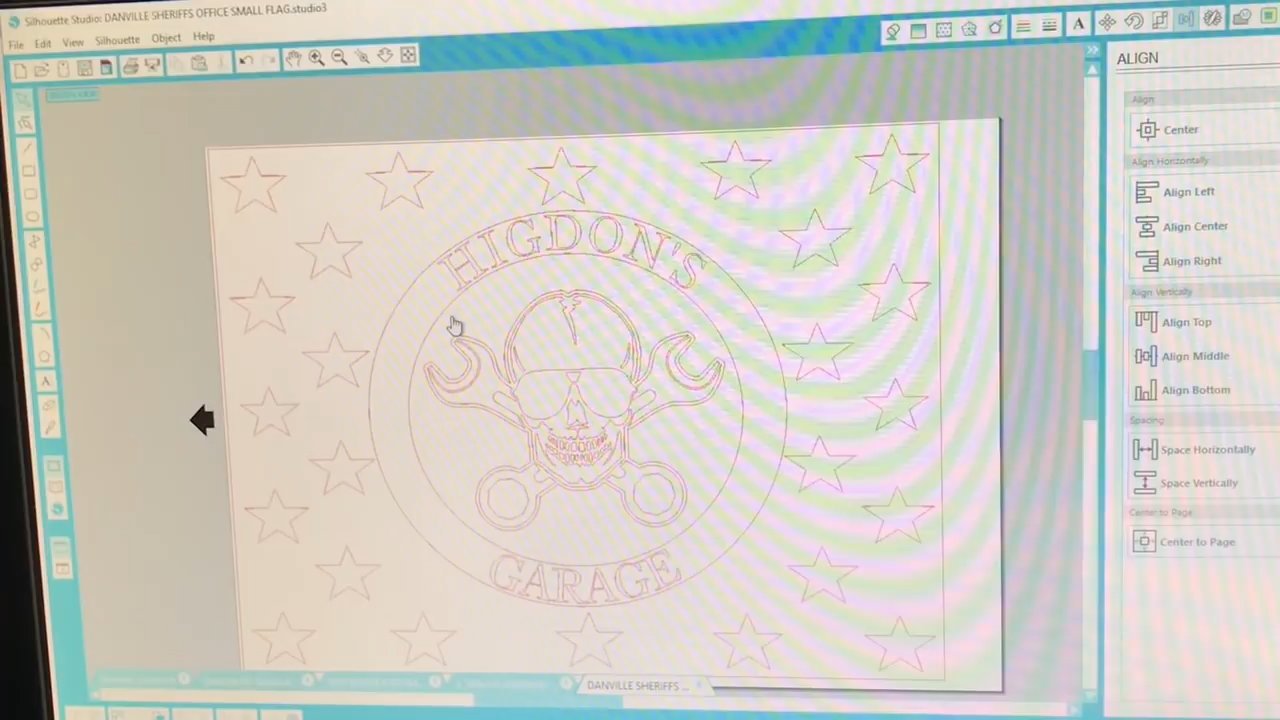 Silhouette Studio: DANVILLE SHERIFFS OFFICE SMALL FLAG.studio3
File Edit View Silhouette Object Help
ALIGN
Align
Center
Align Horizontally
Align Left
Align Center
Align Right
Align Vertically
Align Top
Align Middle
Align Bottom
Spacing
Space Horizontally
Space Vertically
Center to Page
Center to Page
HIGDON'S
GARAGE
DANVILLE SHERIFFS ...